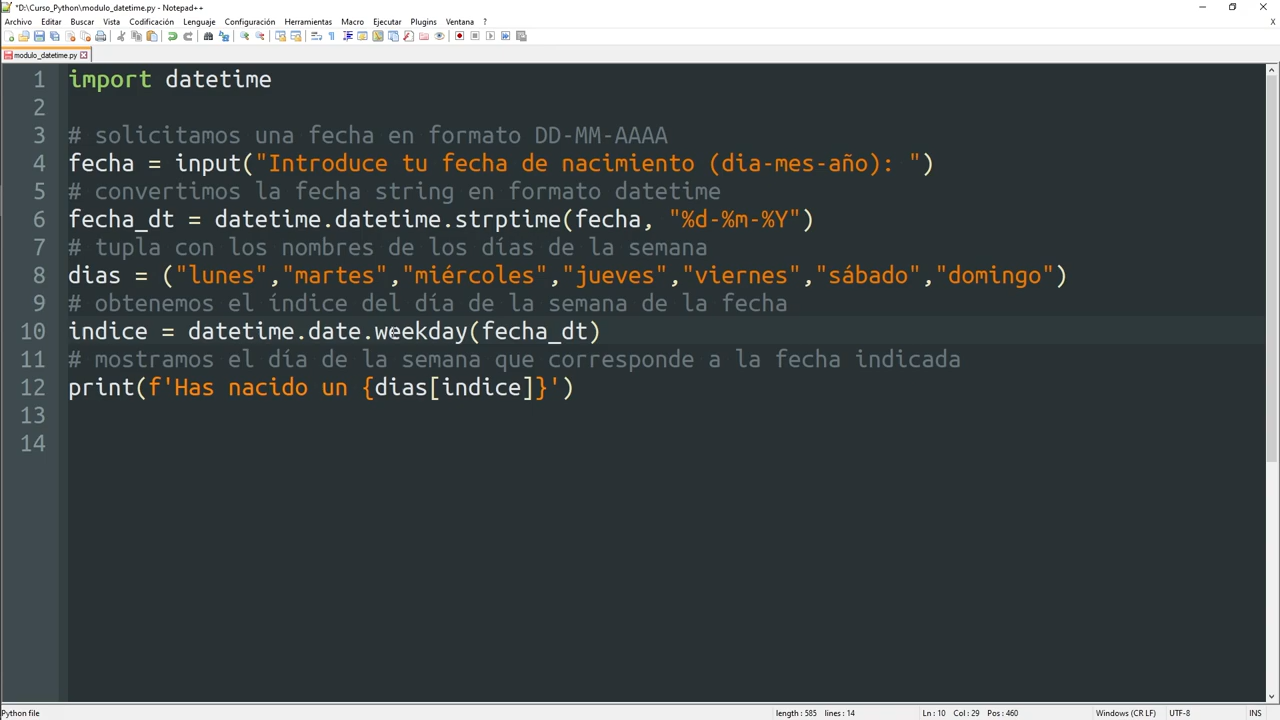 *D:\Curso_Python\modulo_datetime.py - Notepad++
Archivo Editar Buscar Vista Codificación Lenguaje Configuración Herramientas Macro Ejecutar Plugins Ventana ? X
modulo_datetime.py
1 import datetime
2
3 # solicitamos una fecha en formato DD-MM-AAAA
4 fecha = input("Introduce tu fecha de nacimiento (dia-mes-año): ")
5 # convertimos la fecha string en formato datetime
6 fecha_dt = datetime.datetime.strptime(fecha, "%d-%m-%Y")
7 # tupla con los nombres de los días de la semana
8 dias = ("lunes","martes","miércoles","jueves","viernes","sábado","domingo")
9 # obtenemos el índice del día de la semana de la fecha
10 indice = datetime.date.weekday(fecha_dt)
11 # mostramos el día de la semana que corresponde a la fecha indicada
12 print(f'Has nacido un {dias[indice]}')
13
14
Python file length : 585 lines : 14 Ln : 10 Col : 29 Pos : 460 Windows (CR LF) UTF-8 INS